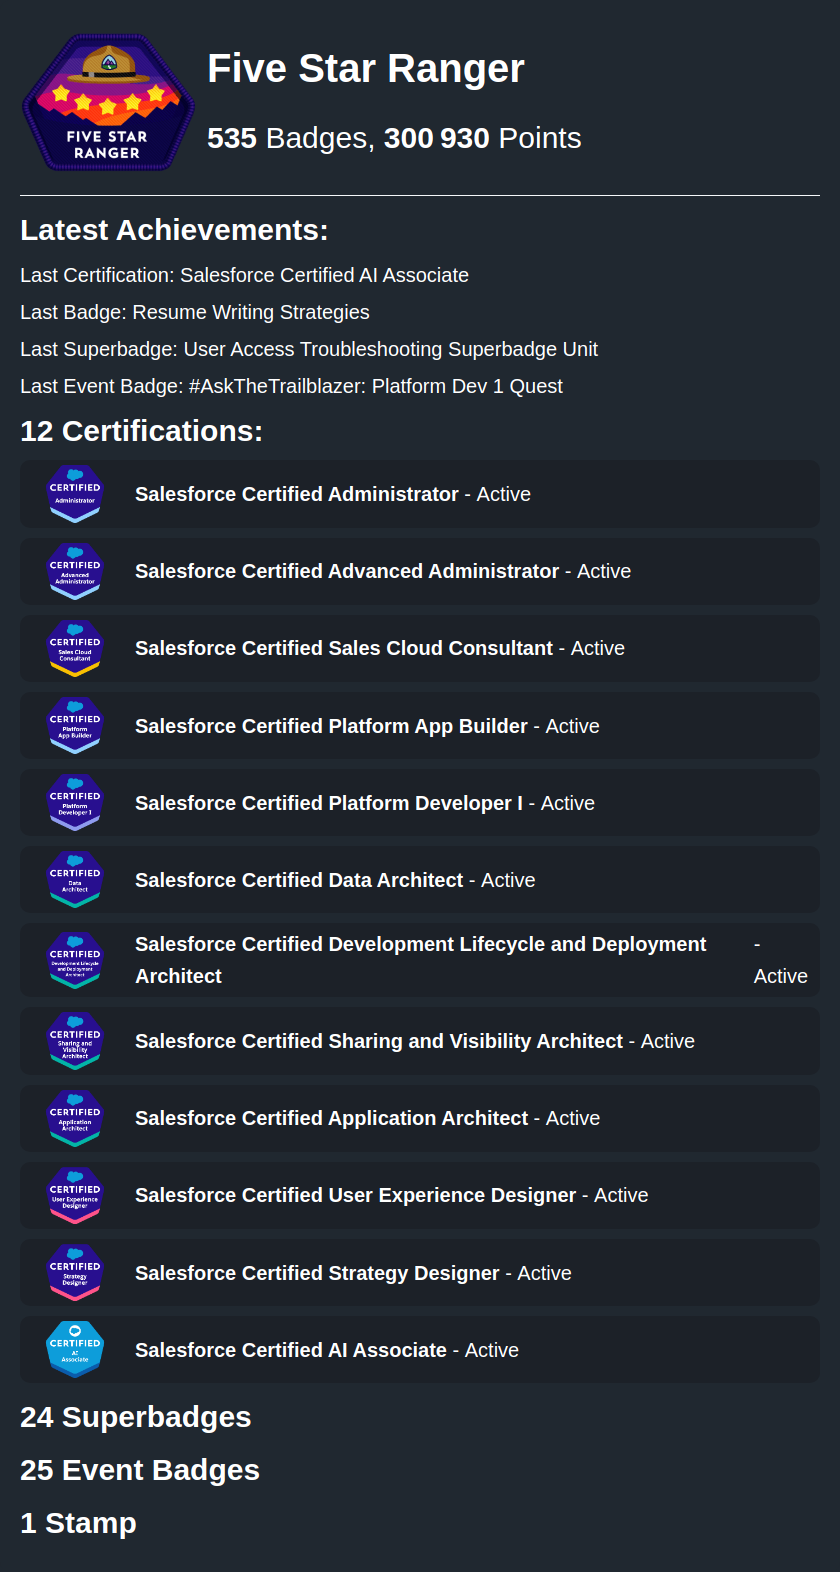 FIVE STAR
RANGER
Five Star Ranger
535 Badges, 300 930 Points
Latest Achievements:
Last Certification: Salesforce Certified AI Associate
Last Badge: Resume Writing Strategies
Last Superbadge: User Access Troubleshooting Superbadge Unit
Last Event Badge: #AskTheTrailblazer: Platform Dev 1 Quest
12 Certifications:
CERTIFIED
Administrator
Salesforce Certified Administrator - Active
CERTIFIED
Advanced
Administrator
Salesforce Certified Advanced Administrator - Active
CERTIFIED
Sales Cloud
Consultant
Salesforce Certified Sales Cloud Consultant - Active
CERTIFIED
Platform
App Builder
Salesforce Certified Platform App Builder - Active
CERTIFIED
Platform
Developer I
Salesforce Certified Platform Developer I - Active
CERTIFIED
Data
Architect
Salesforce Certified Data Architect - Active
CERTIFIED
Development Lifecycle
and Deployment
Architect
Salesforce Certified Development Lifecycle and Deployment -
Architect Active
CERTIFIED
Sharing and
Visibility
Architect
Salesforce Certified Sharing and Visibility Architect - Active
CERTIFIED
Application
Architect
Salesforce Certified Application Architect - Active
CERTIFIED
User Experience
Designer
Salesforce Certified User Experience Designer - Active
CERTIFIED
Strategy
Designer
Salesforce Certified Strategy Designer - Active
CERTIFIED
AI
Associate
Salesforce Certified AI Associate - Active
24 Superbadges
25 Event Badges
1 Stamp